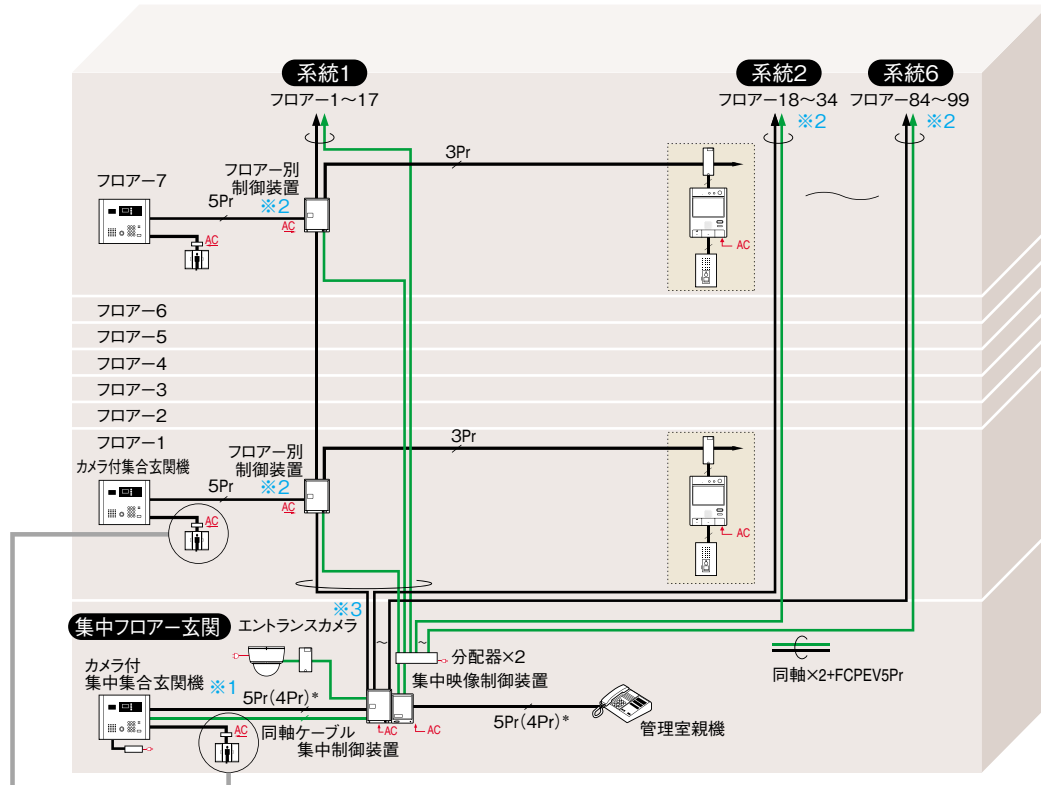 系統1
フロアー1～17
系統2
フロアー18～34
※2
系統6
フロアー84～99
※2
フロアー7
5Pr
フロアー別
制御装置
※2
AC
AC
3Pr
AC
フロアー6
フロアー5
フロアー4
フロアー3
フロアー2
フロアー1
カメラ付集合玄関機
5Pr
フロアー別
制御装置
※2
AC
AC
3Pr
AC
※3
集中フロアー玄関
エントランスカメラ
分配器×2
集中映像制御装置
カメラ付
集中集合玄関機
※1
5Pr(4Pr)*
AC
同軸ケーブル
集中制御装置
AC
AC
5Pr(4Pr)*
管理室親機
同軸×2+FCPEV5Pr